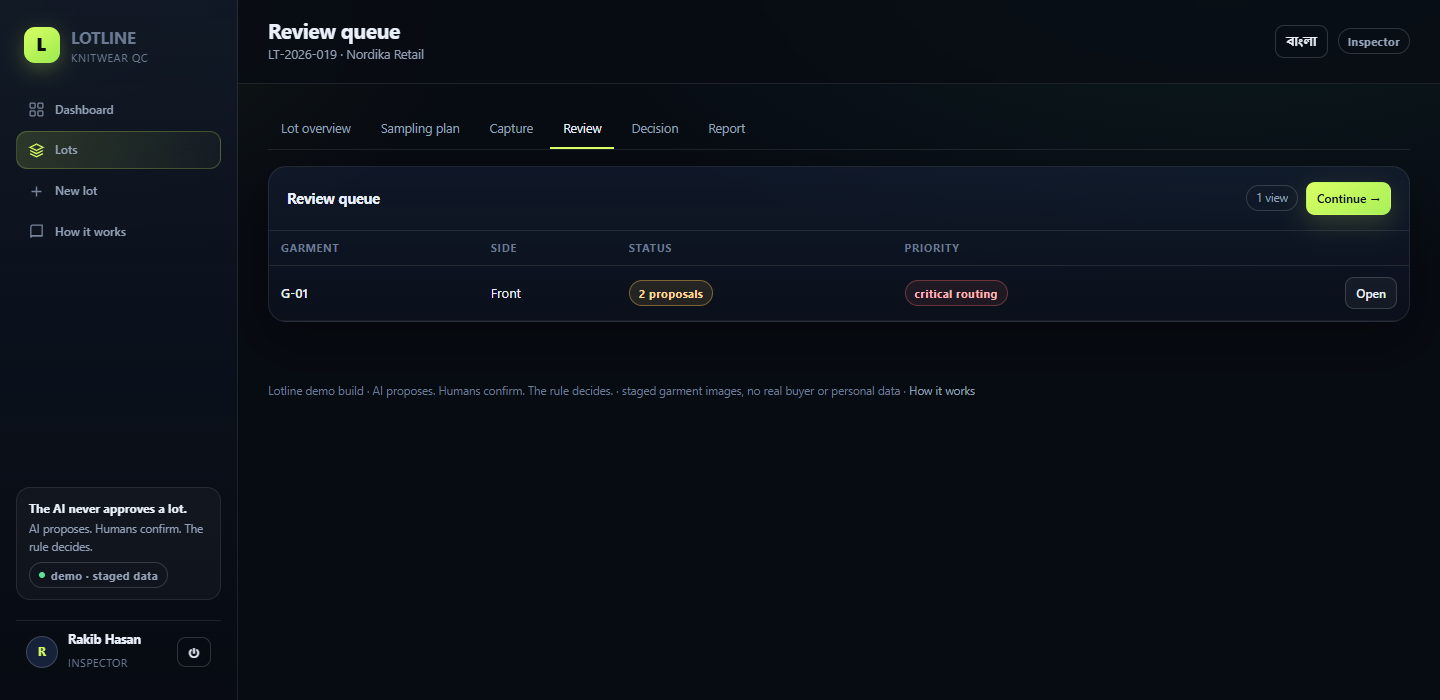 L
LOTLINE
KNITWEAR QC
Dashboard
Lots
New lot
How it works
The AI never approves a lot.
AI proposes. Humans confirm. The
rule decides.
demo · staged data
R
Rakib Hasan
INSPECTOR
Review queue
LT-2026-019 · Nordika Retail
বাংলা
Inspector
Lot overview Sampling plan Capture Review Decision Report
Review queue
1 view
Continue →
GARMENT SIDE STATUS PRIORITY
G-01 Front 2 proposals critical routing Open
Lotline demo build · AI proposes. Humans confirm. The rule decides. · staged garment images, no real buyer or personal data · How it works